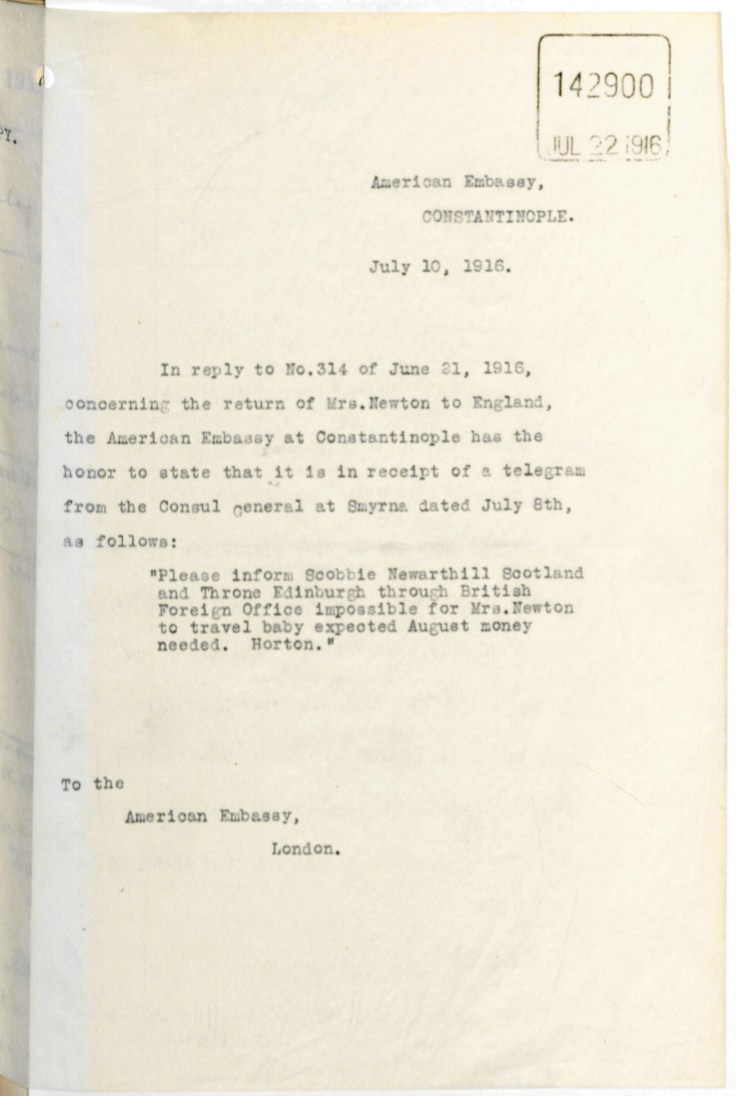 142900
JUL 22 1916
PY.
American Embassy,
CONSTANTINOPLE.
July 10, 1916.
In reply to No.314 of June 21, 1916,
concerning the return of Mrs.Newton to England,
the American Embassy at Constantinople has the
honor to state that it is in receipt of a telegram
from the Consul general at Smyrna dated July 8th,
as follows:
"Please inform Scobbie Newarthill Scotland
and Throne Edinburgh through British
Foreign Office impossible for Mrs.Newton
to travel baby expected August money
needed. Horton."
To the
American Embassy,
London.